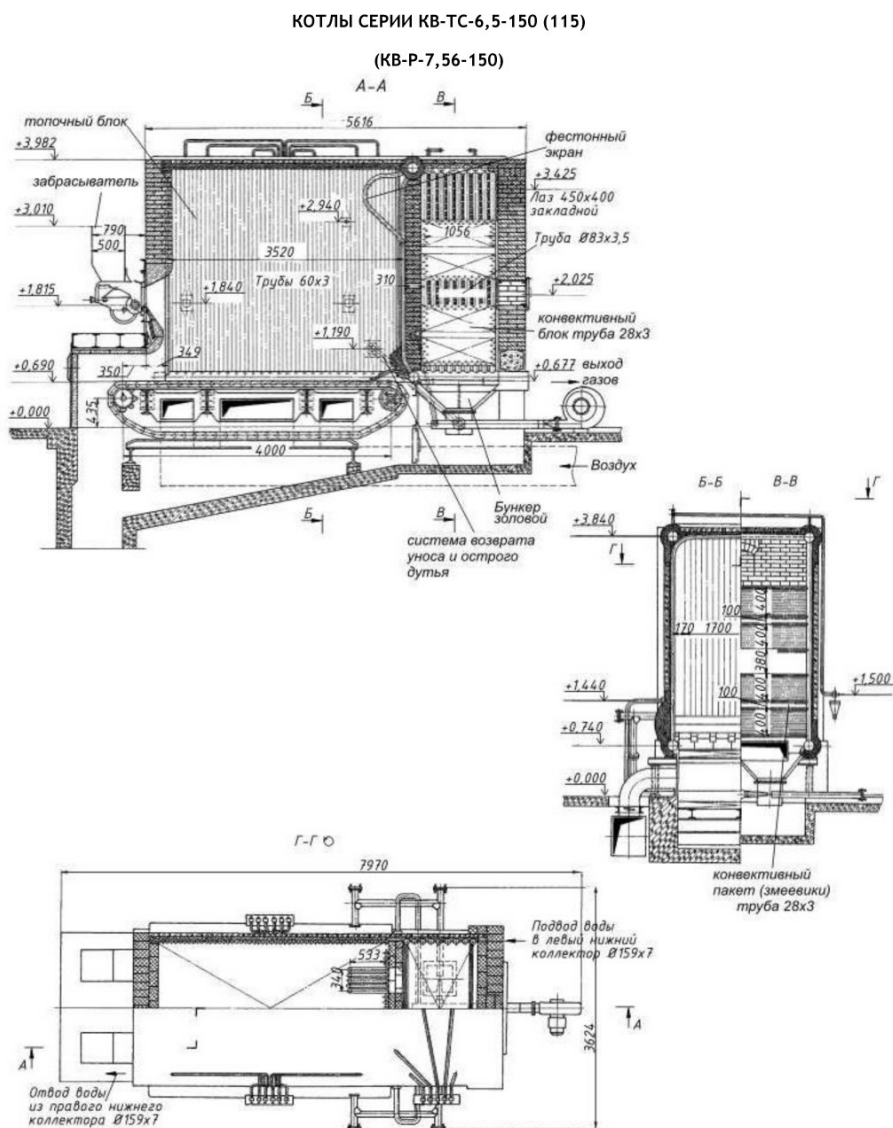 КОТЛЫ СЕРИИ КВ-ТС-6,5-150 (115)
(КВ-Р-7,56-150)
А-А
Б
В
топочный блок
5616
фестонный
экран
+3,982
забрасыватель
+3,425
Лаз 450х400
закладной
+2,940
+3,010
790
500
1056
Труба Ø83х3,5
3520
Трубы 60х3
310
+2,025
+1,840
+1,815
конвективный
блок труба 28х3
+1,190
349
350
+0,690
+0,677
выход
газов
+0,000
435
4000
Воздух
Б
В
Бункер
золовой
система возврата
уноса и острого
дутья
Б-Б
В-В
Г
+3,840
Г
400
100
170
1700
400
380
+1,440
100
400
+1,500
400
+0,740
+0,000
конвективный
пакет (змеевики)
труба 28х3
Г-Г
7970
Подвод воды
в левый нижний
коллектор Ø159х7
533
340
3624
А
А
Отвод воды
из правого нижнего
коллектора Ø159х7